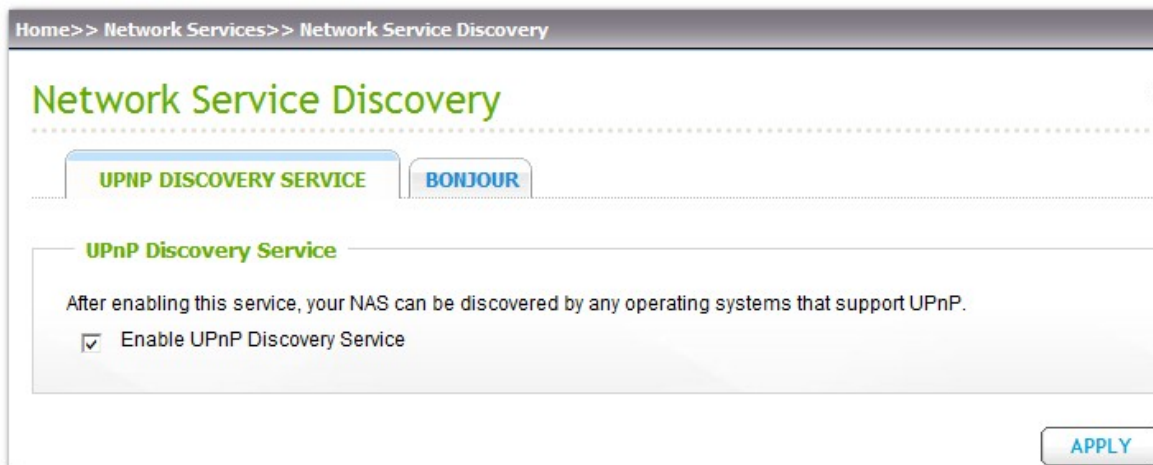 Home>> Network Services>> Network Service Discovery
Network Service Discovery
UPNP DISCOVERY SERVICE
BONJOUR
UPnP Discovery Service
After enabling this service, your NAS can be discovered by any operating systems that support UPnP.
Enable UPnP Discovery Service
APPLY